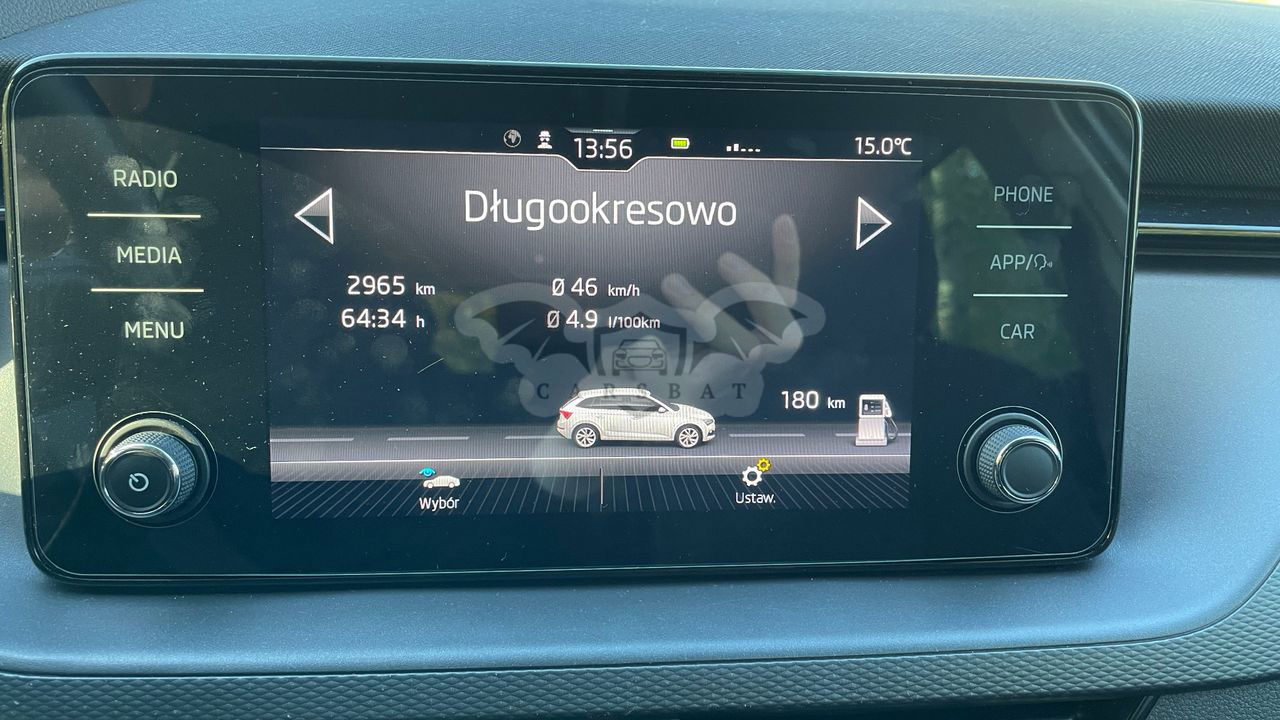 RADIO
MEDIA
MENU
13:56
15.0°C
Długookresowo
2965 km
Ø 46 km/h
64:34 h
Ø 4.9 l/100km
CARSBAT
180 km
Wybór
Ustaw.
PHONE
APP/
CAR